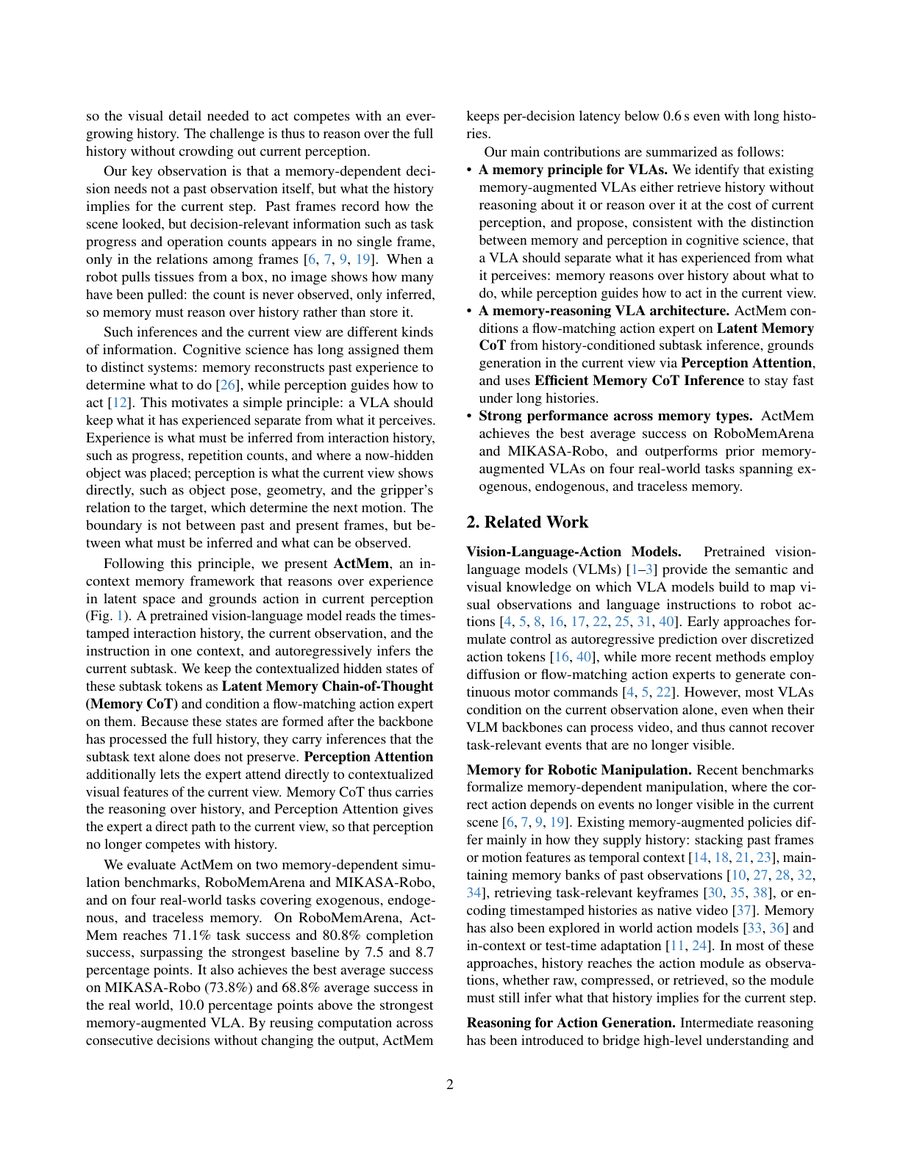 so the visual detail needed to act competes with an ever-
growing history. The challenge is thus to reason over the full
history without crowding out current perception.
Our key observation is that a memory-dependent deci-
sion needs not a past observation itself, but what the history
implies for the current step. Past frames record how the
scene looked, but decision-relevant information such as task
progress and operation counts appears in no single frame,
only in the relations among frames [6, 7, 9, 19]. When a
robot pulls tissues from a box, no image shows how many
have been pulled: the count is never observed, only inferred,
so memory must reason over history rather than store it.
Such inferences and the current view are different kinds
of information. Cognitive science has long assigned them
to distinct systems: memory reconstructs past experience to
determine what to do [26], while perception guides how to
act [12]. This motivates a simple principle: a VLA should
keep what it has experienced separate from what it perceives.
Experience is what must be inferred from interaction history,
such as progress, repetition counts, and where a now-hidden
object was placed; perception is what the current view shows
directly, such as object pose, geometry, and the gripper's
relation to the target, which determine the next motion. The
boundary is not between past and present frames, but be-
tween what must be inferred and what can be observed.
Following this principle, we present ActMem, an in-
context memory framework that reasons over experience
in latent space and grounds action in current perception
(Fig. 1). A pretrained vision-language model reads the times-
tamped interaction history, the current observation, and the
instruction in one context, and autoregressively infers the
current subtask. We keep the contextualized hidden states of
these subtask tokens as Latent Memory Chain-of-Thought
(Memory CoT) and condition a flow-matching action expert
on them. Because these states are formed after the backbone
has processed the full history, they carry inferences that the
subtask text alone does not preserve. Perception Attention
additionally lets the expert attend directly to contextualized
visual features of the current view. Memory CoT thus carries
the reasoning over history, and Perception Attention gives
the expert a direct path to the current view, so that perception
no longer competes with history.
We evaluate ActMem on two memory-dependent simu-
lation benchmarks, RoboMemArena and MIKASA-Robo,
and on four real-world tasks covering exogenous, endoge-
nous, and traceless memory. On RoboMemArena, Act-
Mem reaches 71.1% task success and 80.8% completion
success, surpassing the strongest baseline by 7.5 and 8.7
percentage points. It also achieves the best average success
on MIKASA-Robo (73.8%) and 68.8% average success in
the real world, 10.0 percentage points above the strongest
memory-augmented VLA. By reusing computation across
consecutive decisions without changing the output, ActMem
keeps per-decision latency below 0.6 s even with long histo-
ries.
Our main contributions are summarized as follows:
• A memory principle for VLAs. We identify that existing
memory-augmented VLAs either retrieve history without
reasoning about it or reason over it at the cost of current
perception, and propose, consistent with the distinction
between memory and perception in cognitive science, that
a VLA should separate what it has experienced from what
it perceives: memory reasons over history about what to
do, while perception guides how to act in the current view.
• A memory-reasoning VLA architecture. ActMem con-
ditions a flow-matching action expert on Latent Memory
CoT from history-conditioned subtask inference, grounds
generation in the current view via Perception Attention,
and uses Efficient Memory CoT Inference to stay fast
under long histories.
• Strong performance across memory types. ActMem
achieves the best average success on RoboMemArena
and MIKASA-Robo, and outperforms prior memory-
augmented VLAs on four real-world tasks spanning ex-
ogenous, endogenous, and traceless memory.
2. Related Work
Vision-Language-Action Models. Pretrained vision-
language models (VLMs) [1–3] provide the semantic and
visual knowledge on which VLA models build to map vi-
sual observations and language instructions to robot ac-
tions [4, 5, 8, 16, 17, 22, 25, 31, 40]. Early approaches for-
mulate control as autoregressive prediction over discretized
action tokens [16, 40], while more recent methods employ
diffusion or flow-matching action experts to generate con-
tinuous motor commands [4, 5, 22]. However, most VLAs
condition on the current observation alone, even when their
VLM backbones can process video, and thus cannot recover
task-relevant events that are no longer visible.
Memory for Robotic Manipulation. Recent benchmarks
formalize memory-dependent manipulation, where the cor-
rect action depends on events no longer visible in the current
scene [6, 7, 9, 19]. Existing memory-augmented policies dif-
fer mainly in how they supply history: stacking past frames
or motion features as temporal context [14, 18, 21, 23], main-
taining memory banks of past observations [10, 27, 28, 32,
34], retrieving task-relevant keyframes [30, 35, 38], or en-
coding timestamped histories as native video [37]. Memory
has also been explored in world action models [33, 36] and
in-context or test-time adaptation [11, 24]. In most of these
approaches, history reaches the action module as observa-
tions, whether raw, compressed, or retrieved, so the module
must still infer what that history implies for the current step.
Reasoning for Action Generation. Intermediate reasoning
has been introduced to bridge high-level understanding and
2